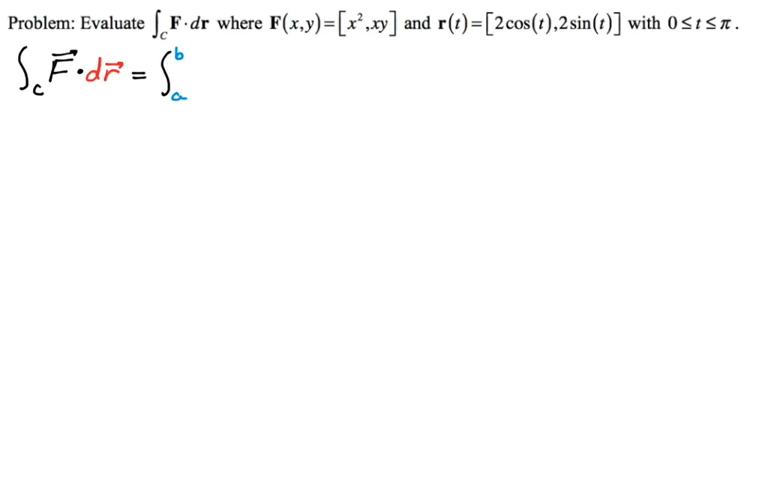 Problem: Evaluate ∫_C F · dr where F(x,y)=[x²,xy] and r(t)=[2cos(t),2sin(t)] with 0≤t≤π.
∫_c F⃗·dr⃗ = ∫_a^b